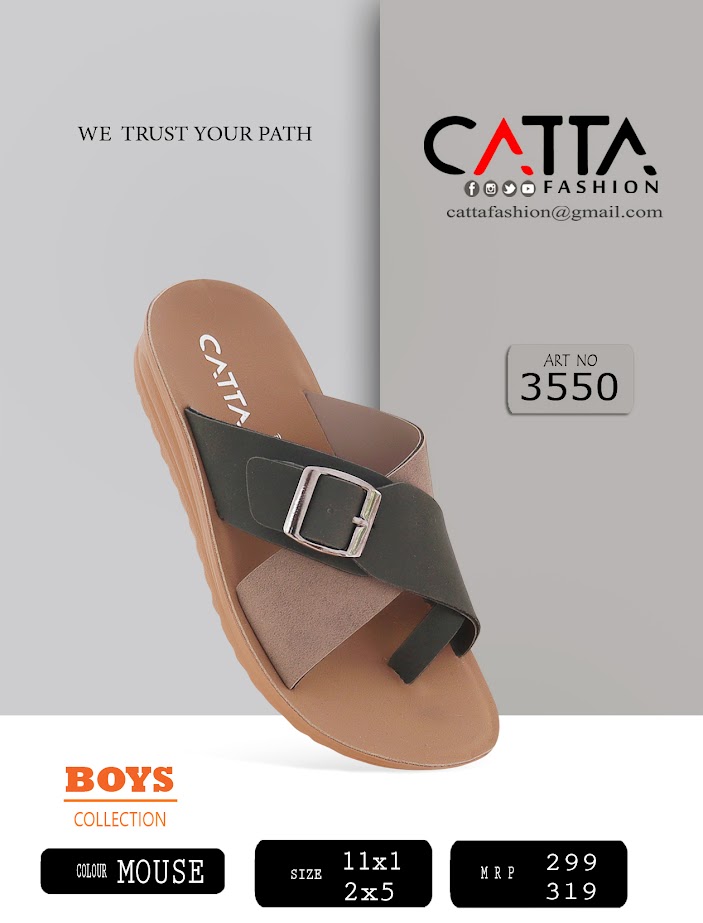 WE TRUST YOUR PATH
CATTA
FASHION
cattafashion@gmail.com
CATTA
ART NO
3550
BOYS
COLLECTION
COLOUR MOUSE
SIZE 11x1
2x5
MRP 299
319